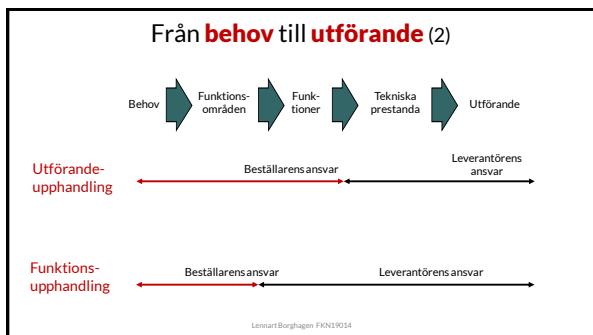 Från behov till utförande (2)
Behov
Funktions-
områden
Funk-
tioner
Tekniska
prestanda
Utförande
Utförande-
upphandling
Beställarens ansvar
Leverantörens
ansvar
Funktions-
upphandling
Beställarens ansvar
Leverantörens ansvar
Lennart Borghagen FKN19014